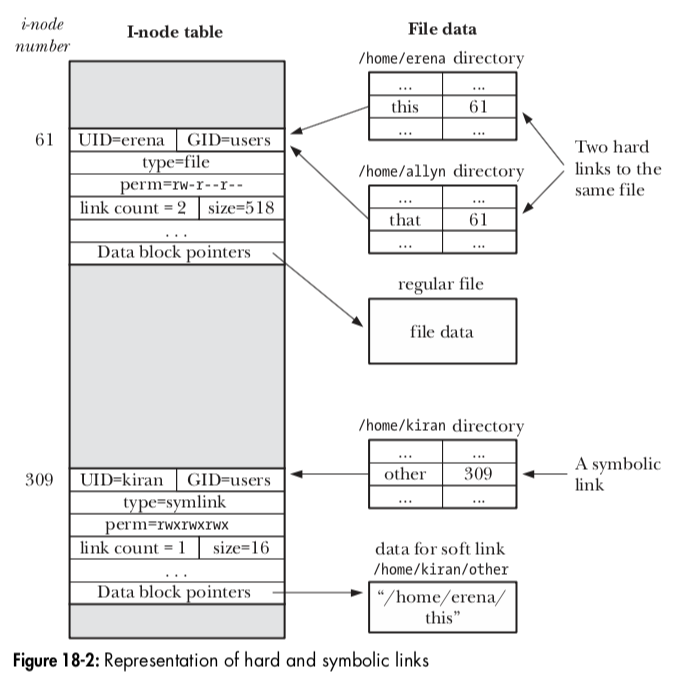 i-node
number
I-node table
File data
/home/erena directory
... ...
this 61
... ...
61
UID=erena GID=users
type=file
perm=rw-r--r--
link count = 2 size=518
...
Data block pointers
Two hard
links to the
same file
/home/allyn directory
... ...
that 61
... ...
regular file
file data
/home/kiran directory
... ...
other 309
... ...
A symbolic
link
309
UID=kiran GID=users
type=symlink
perm=rwxrwxrwx
link count = 1 size=16
...
Data block pointers
data for soft link
/home/kiran/other
“/home/erena/
this”
Figure 18-2: Representation of hard and symbolic links